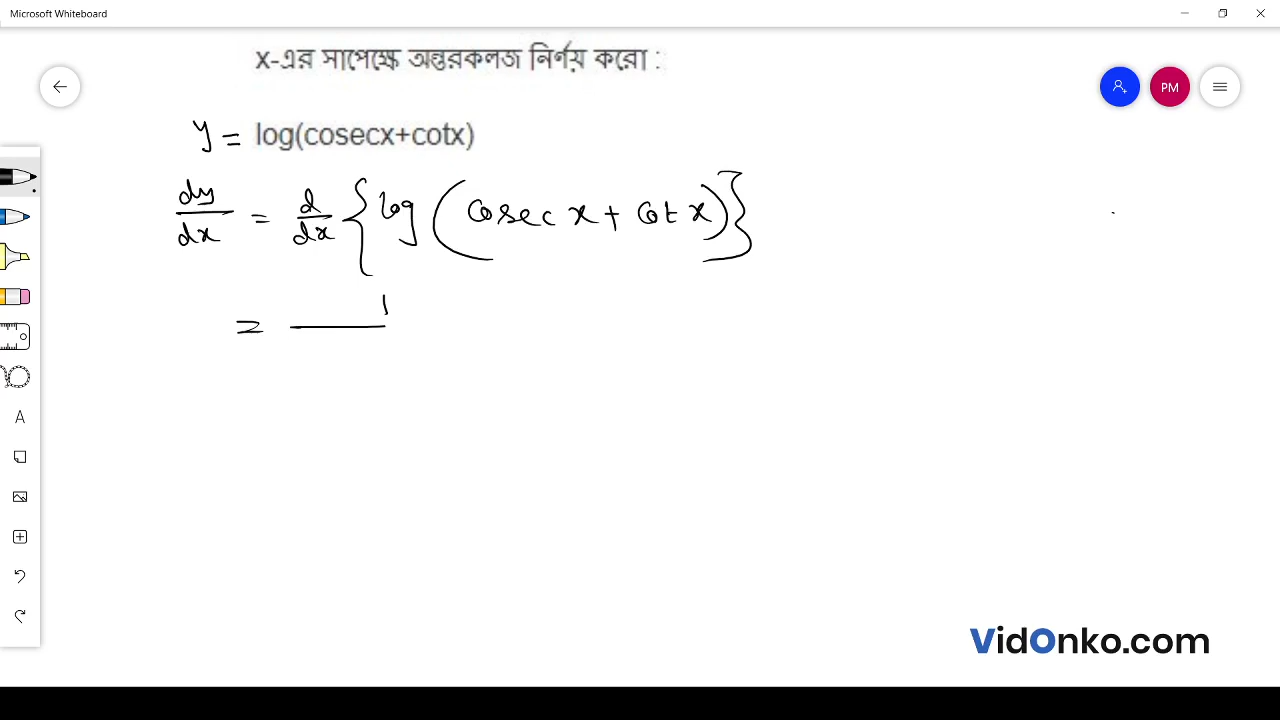 Microsoft Whiteboard
x-এর সাপেক্ষে অন্তরকলজ নির্ণয় করো :
PM
y = log(cosecx+cotx)
dy/dx = d/dx {log (cosec x + cot x)}
= 1
A
VidOnko.com